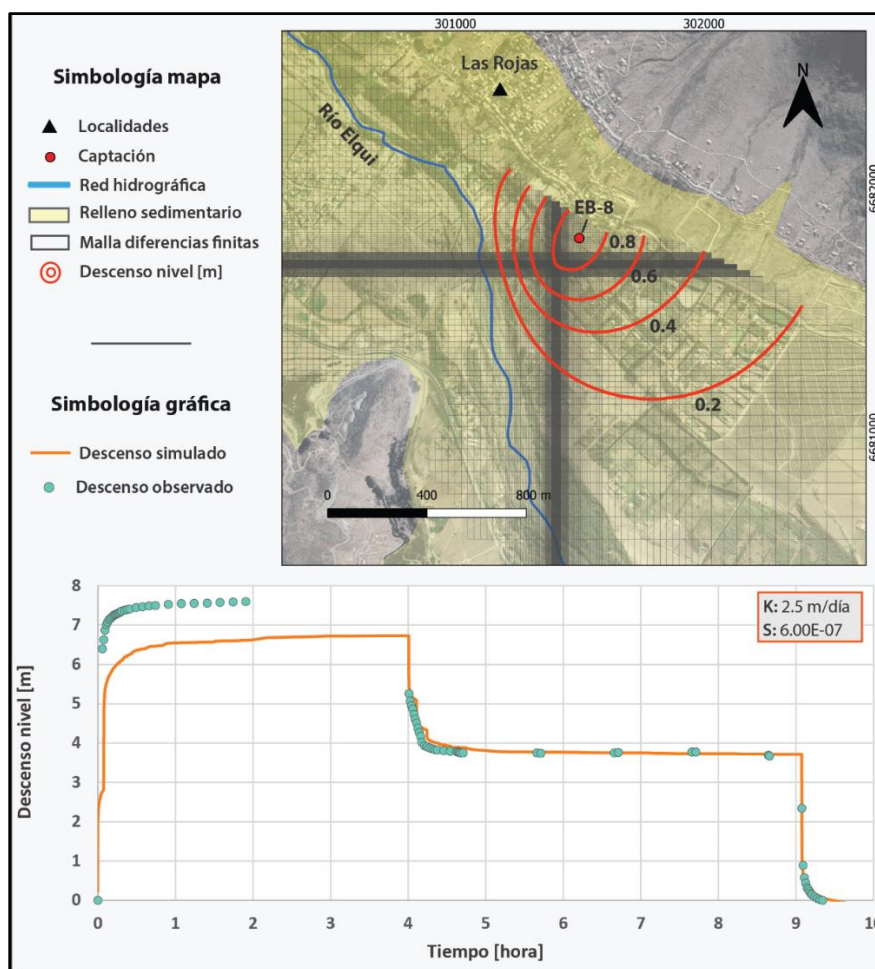 Simbología mapa
Localidades
Captación
Red hidrográfica
Relleno sedimentario
Malla diferencias finitas
Descenso nivel [m]
Simbología gráfica
Descenso simulado
Descenso observado
301000
302000
6682000
6681000
Las Rojas
N
Río Elqui
EB-8
0.8
0.6
0.4
0.2
0
400
800 m
K: 2.5 m/día
S: 6.00E-07
Descenso nivel [m]
8
7
6
5
4
3
2
1
0
0
1
2
3
4
5
6
7
8
9
10
Tiempo [hora]